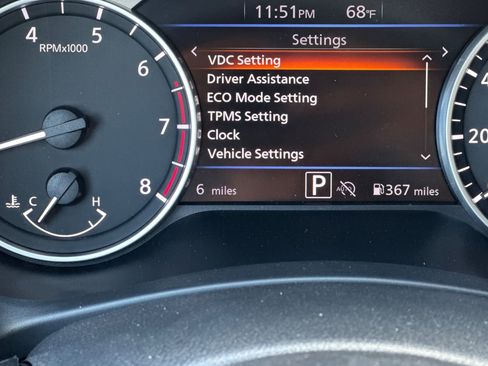 11:51PM 68°F
4 5
RPMx1000
6
7
8
C H
Settings
VDC Setting
Driver Assistance
ECO Mode Setting
TPMS Setting
Clock
Vehicle Settings
6 miles P 367 miles
20